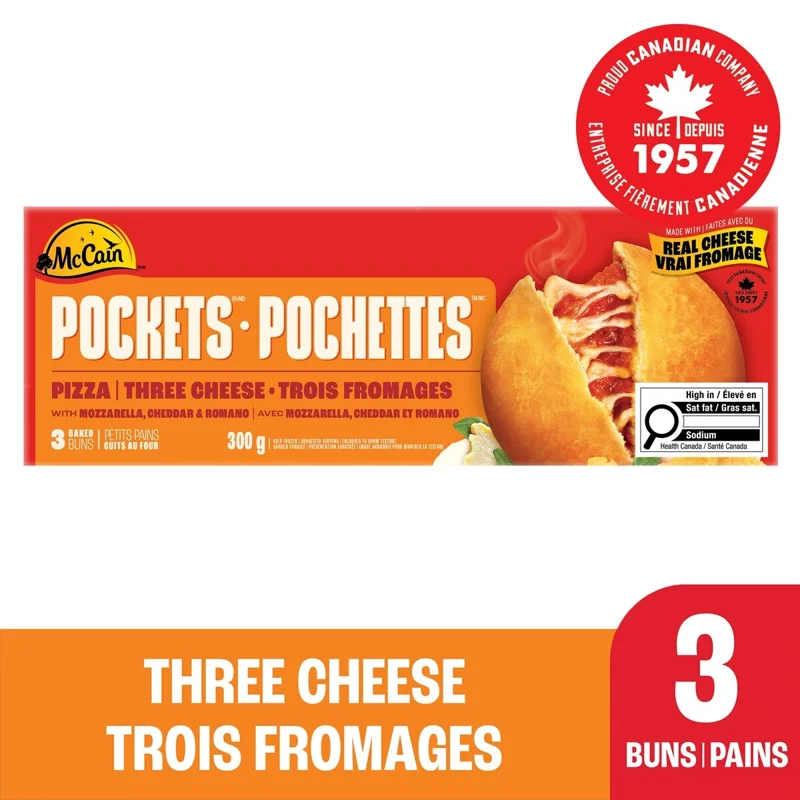 PROUD CANADIAN COMPANY
SINCE | DEPUIS
1957
ENTREPRISE FIÈREMENT CANADIENNE
McCain
MADE WITH | FAITES AVEC DU
REAL CHEESE
VRAI FROMAGE
1957
POCKETS®/MD • POCHETTES TM/MC
PIZZA | THREE CHEESE • TROIS FROMAGES
WITH MOZZARELLA, CHEDDAR & ROMANO | AVEC MOZZARELLA, CHEDDAR ET ROMANO
3 BAKED BUNS | PETITS PAINS CUITS AU FOUR
300 g
High in / Élevé en
Sat fat / Gras sat.
Sodium
Health Canada / Santé Canada
THREE CHEESE
TROIS FROMAGES
3
BUNS | PAINS